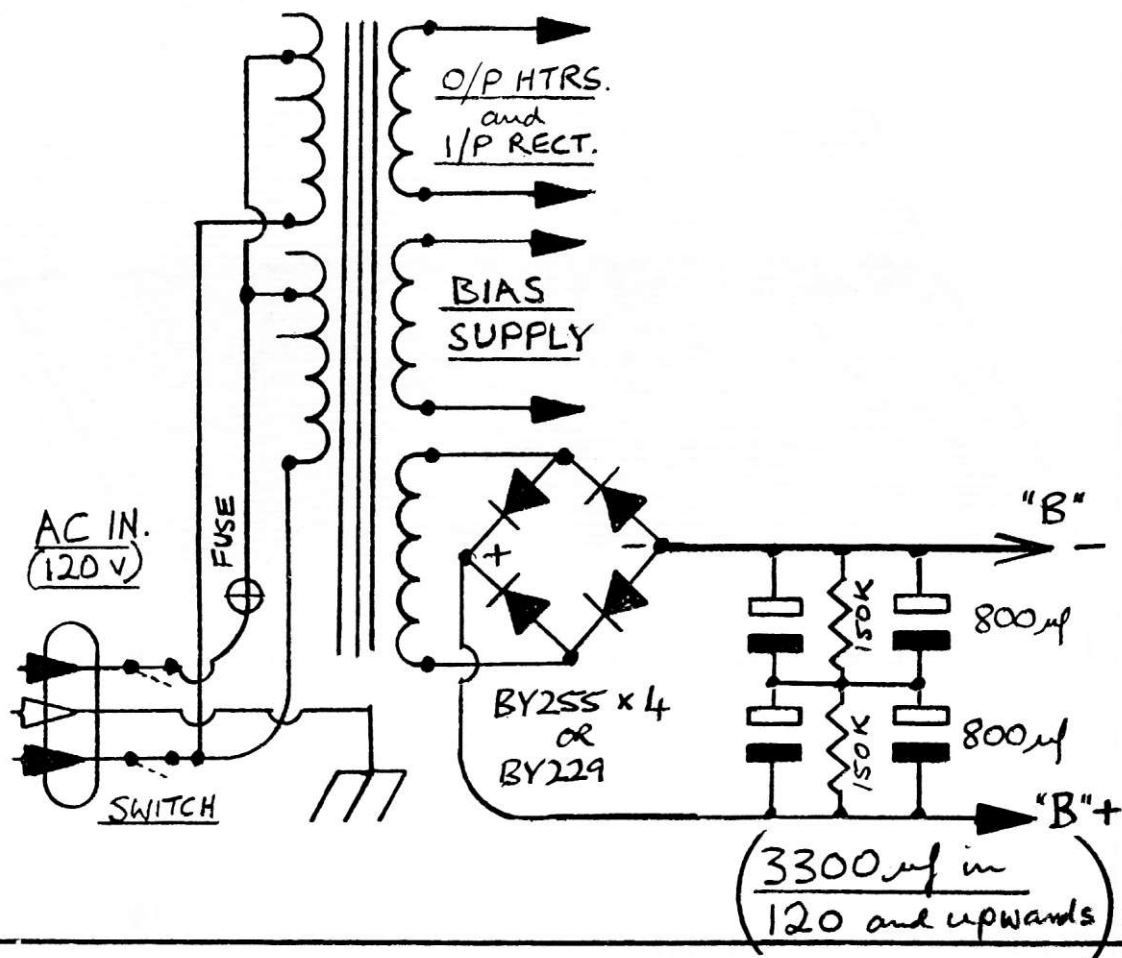 O/P HTRS.
and
I/P RECT.
BIAS
SUPPLY
AC IN.
(120 V)
FUSE
SWITCH
+
-
BY255 x 4
OR
BY229
150K
150K
800µf
800µf
"B"
-
"B"+
(3300µf in
120 and upwards)